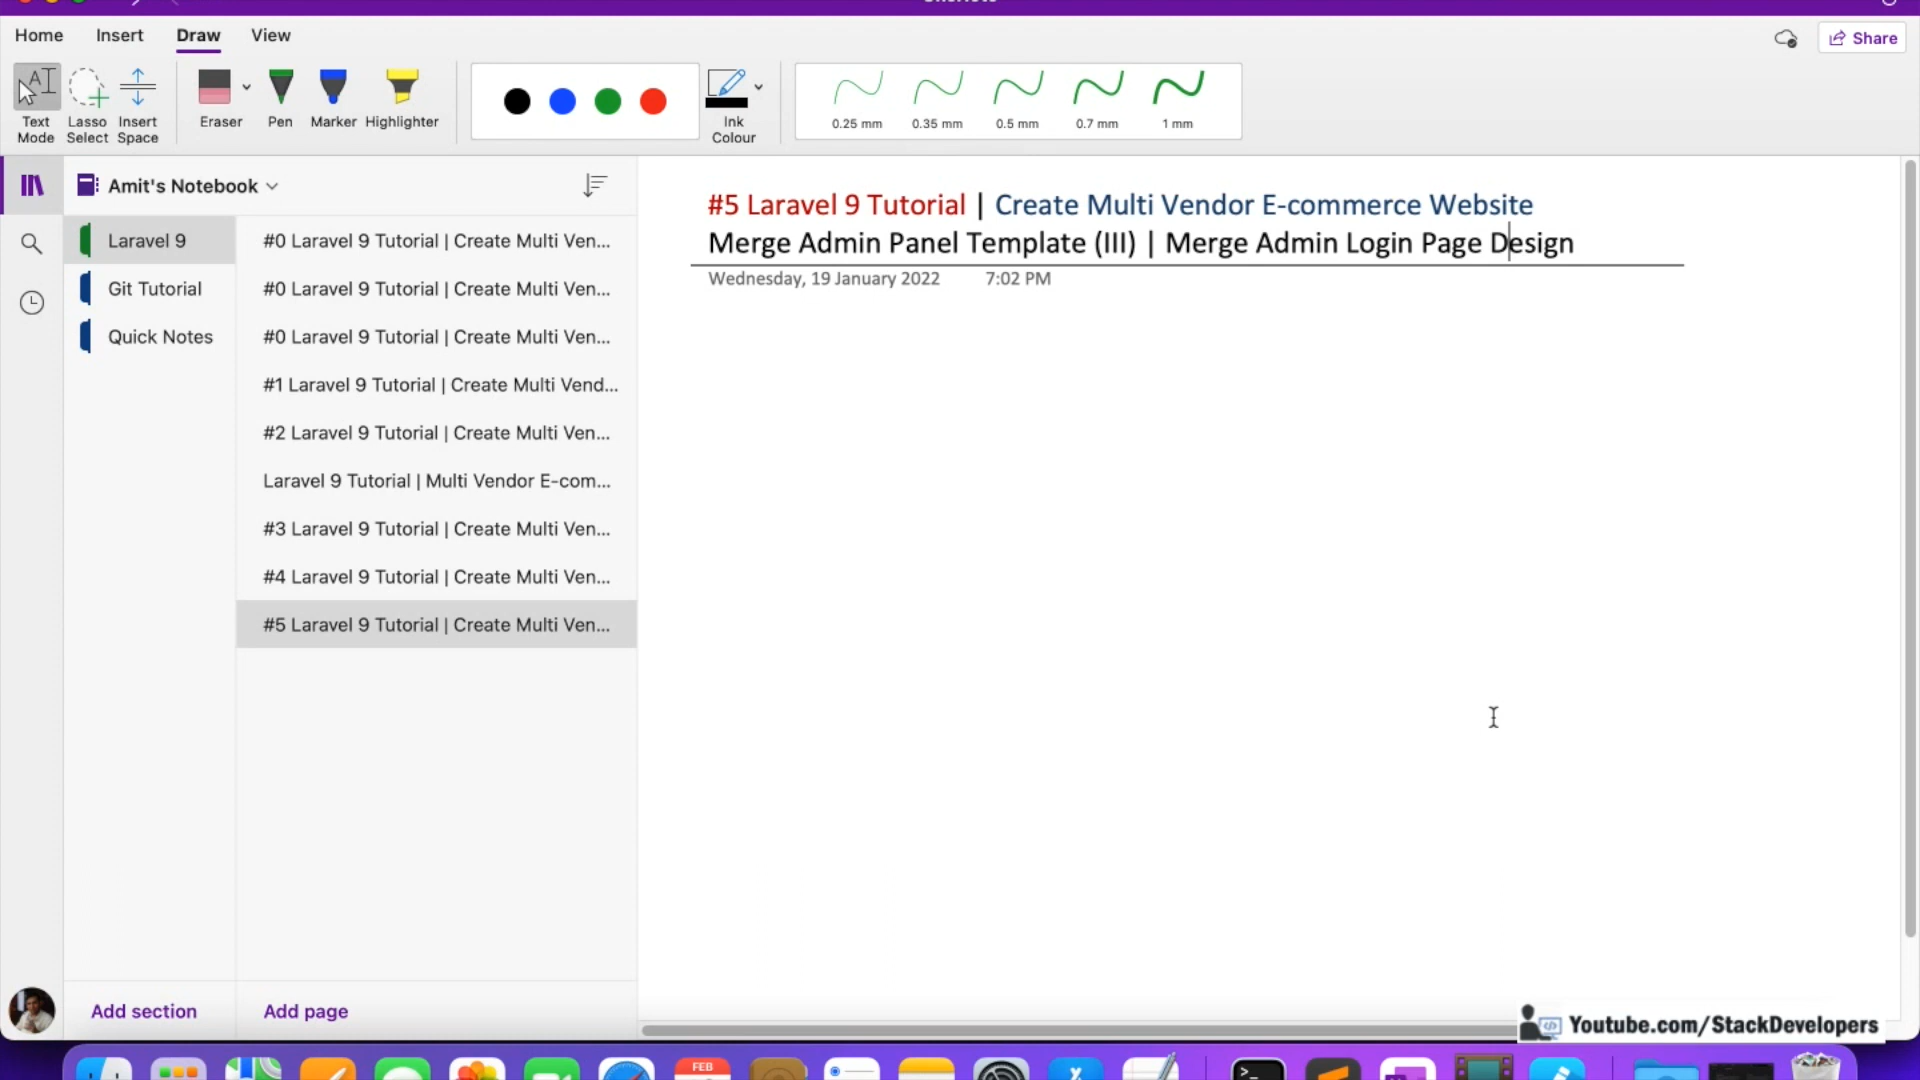 Home Insert Draw View
Share
Text Mode
Lasso Select
Insert Space
Eraser
Pen
Marker
Highlighter
Ink Colour
0.25 mm 0.35 mm 0.5 mm 0.7 mm 1 mm
Amit's Notebook
Laravel 9
Git Tutorial
Quick Notes
#0 Laravel 9 Tutorial | Create Multi Ven...
#0 Laravel 9 Tutorial | Create Multi Ven...
#0 Laravel 9 Tutorial | Create Multi Ven...
#1 Laravel 9 Tutorial | Create Multi Vend...
#2 Laravel 9 Tutorial | Create Multi Ven...
Laravel 9 Tutorial | Multi Vendor E-com...
#3 Laravel 9 Tutorial | Create Multi Ven...
#4 Laravel 9 Tutorial | Create Multi Ven...
#5 Laravel 9 Tutorial | Create Multi Ven...
Add section
Add page
#5 Laravel 9 Tutorial | Create Multi Vendor E-commerce Website
Merge Admin Panel Template (III) | Merge Admin Login Page Design
Wednesday, 19 January 2022 7:02 PM
Youtube.com/StackDevelopers
FEB